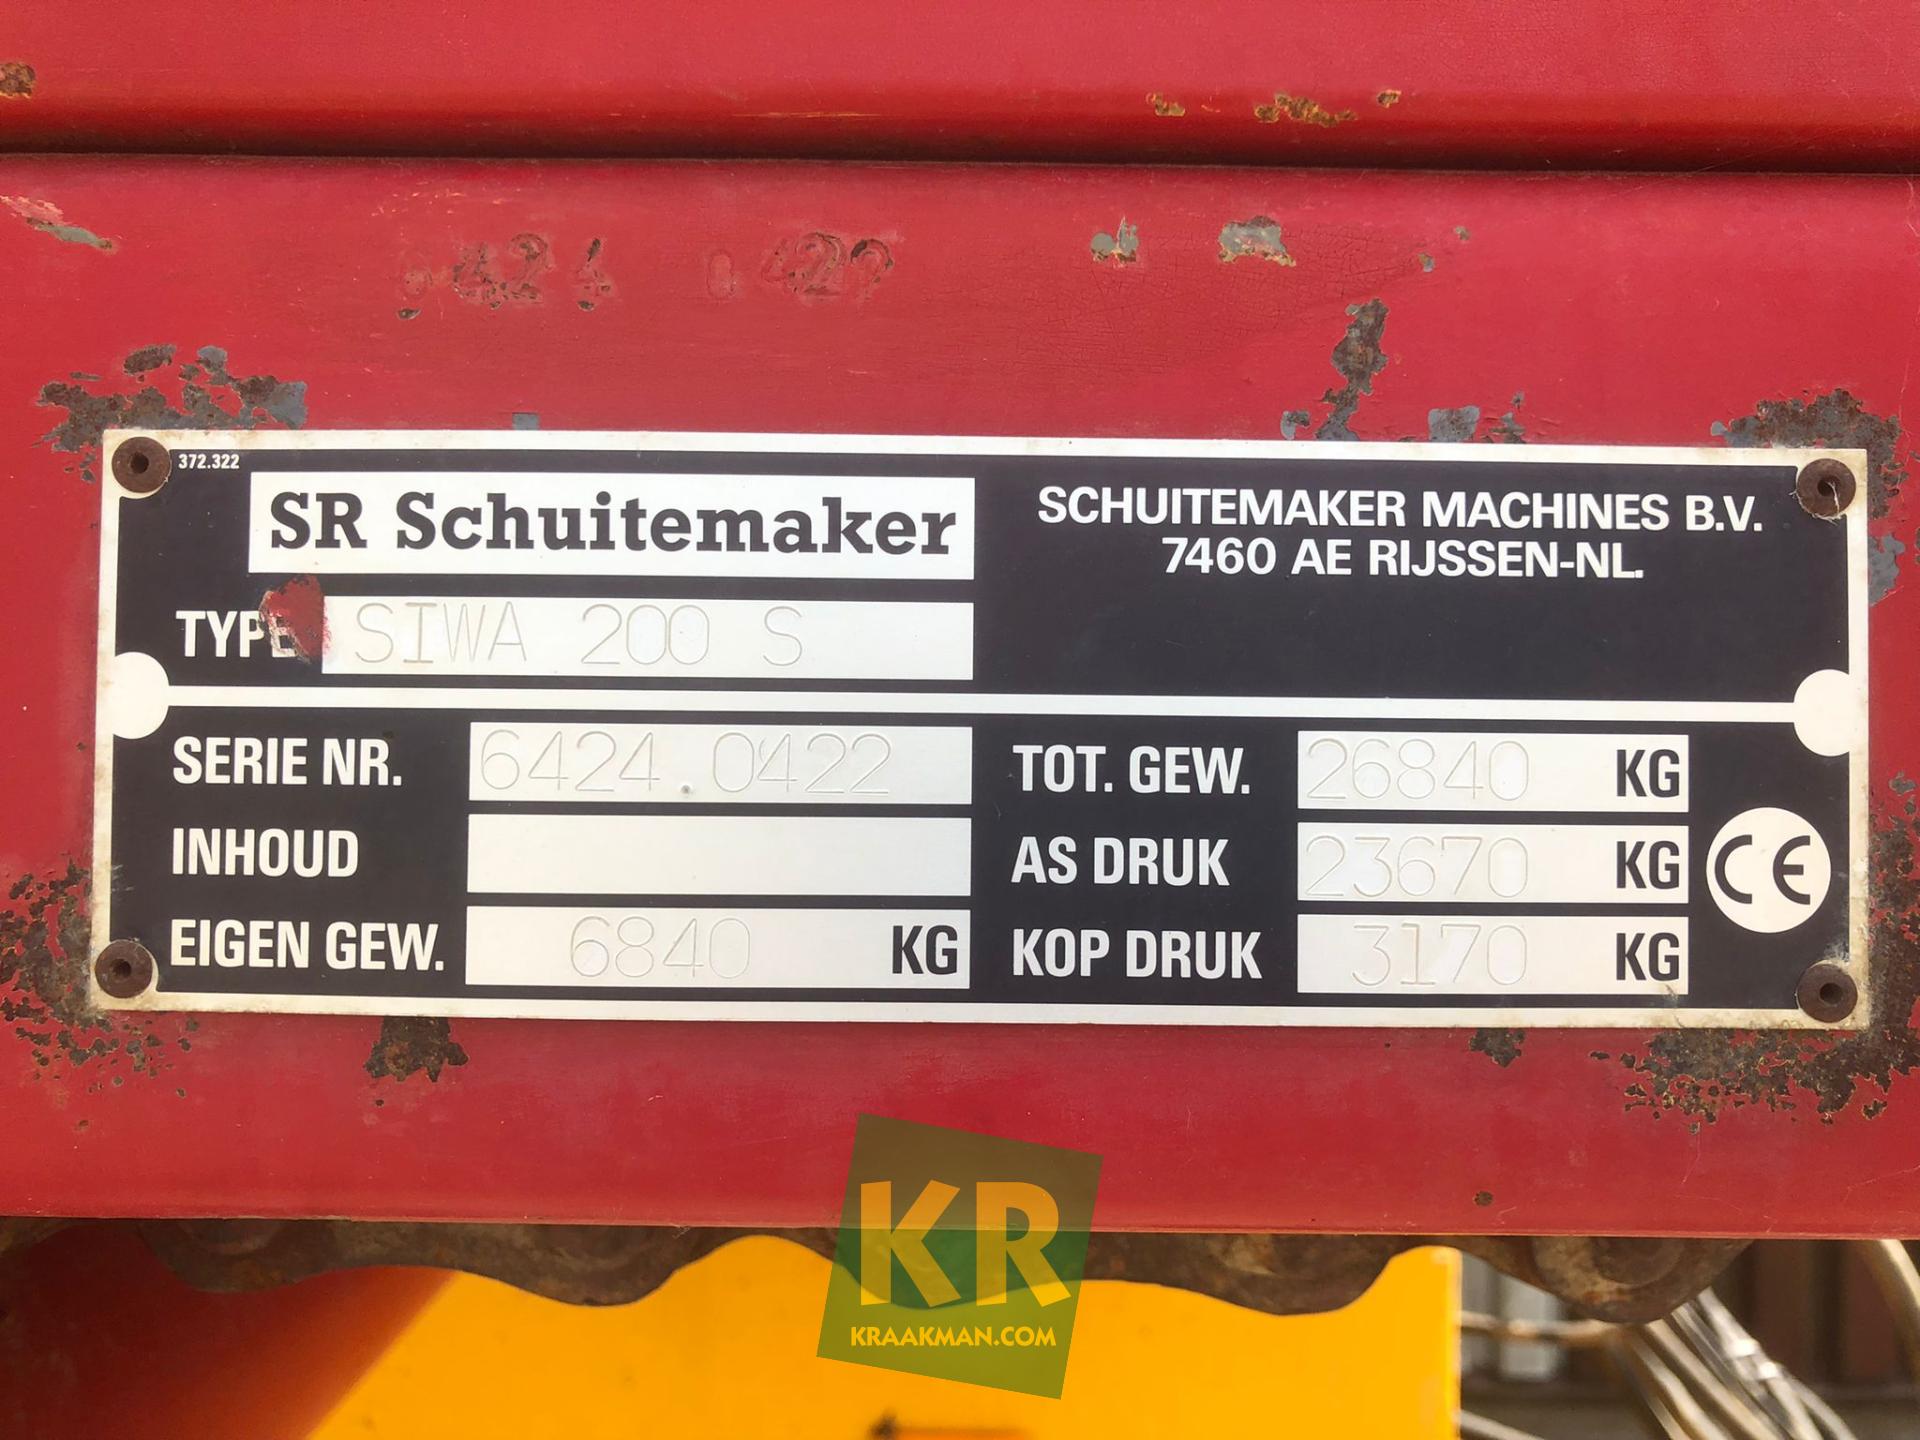 6424 0422
372.322
SR Schuitemaker
SCHUITEMAKER MACHINES B.V.
7460 AE RIJSSEN-NL.
TYPE SIWA 200 S
SERIE NR. 6424.0422
INHOUD
EIGEN GEW. 6840 KG
TOT. GEW. 26840 KG
AS DRUK 23670 KG
KOP DRUK 3170 KG
CE
KR
KRAAKMAN.COM